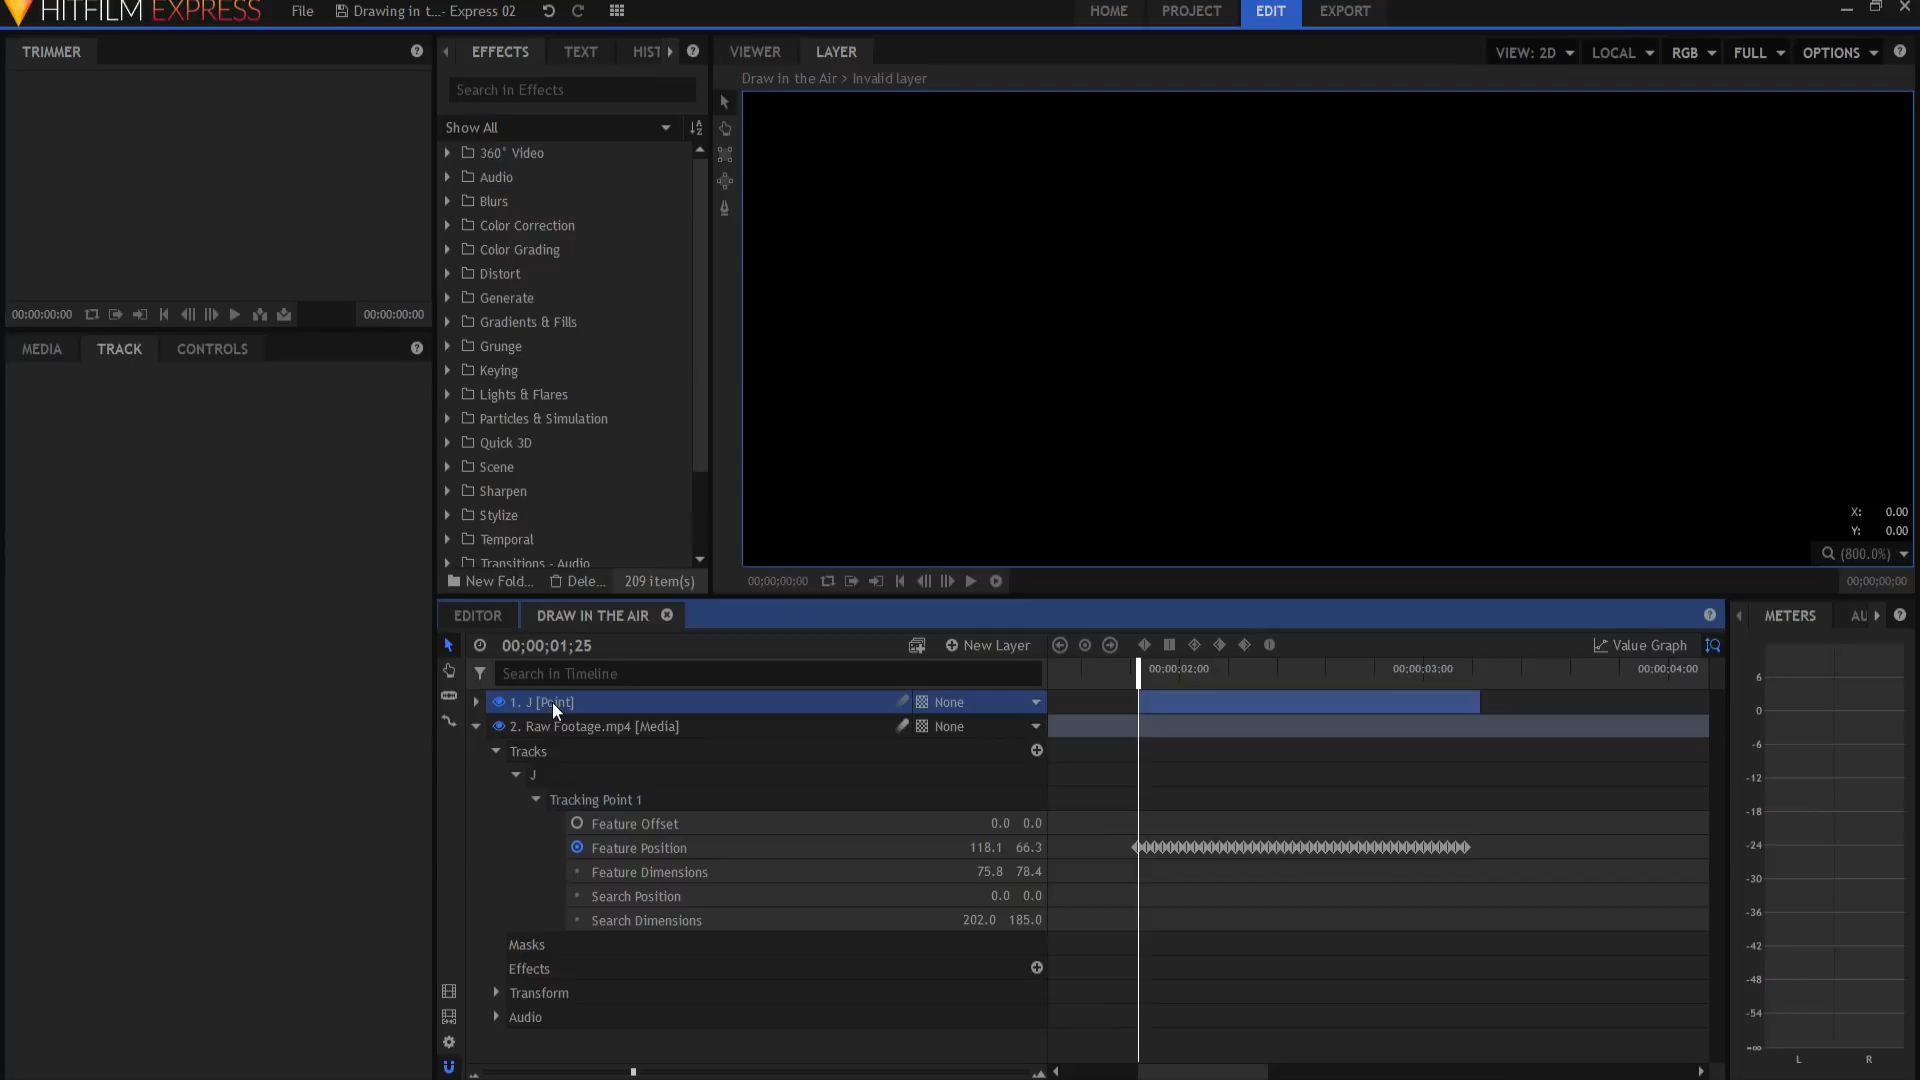 HITFILM EXPRESS
File
Drawing in t...- Express 02
HOME
PROJECT
EDIT
EXPORT
TRIMMER
EFFECTS
TEXT
HIST
VIEWER
LAYER
VIEW: 2D
LOCAL
RGB
FULL
OPTIONS
Draw in the Air > Invalid layer
Search in Effects
Show All
360° Video
Audio
Blurs
Color Correction
Color Grading
Distort
Generate
Gradients & Fills
Grunge
Keying
Lights & Flares
Particles & Simulation
Quick 3D
Scene
Sharpen
Stylize
Temporal
Transitions - Audio
New Fold...
Dele...
209 item(s)
00:00:00:00
00:00:00:00
MEDIA
TRACK
CONTROLS
X: 0.00
Y: 0.00
(800.0%)
00;00;00;00
00;00;00;00
EDITOR
DRAW IN THE AIR
00;00;01;25
New Layer
Value Graph
Search in Timeline
00;00;02;00
00;00;03;00
00;00;04;00
1. J [Point]
None
2. Raw Footage.mp4 [Media]
None
Tracks
J
Tracking Point 1
Feature Offset 0.0 0.0
Feature Position 118.1 66.3
Feature Dimensions 75.8 78.4
Search Position 0.0 0.0
Search Dimensions 202.0 185.0
Masks
Effects
Transform
Audio
METERS
AU
6
0
-6
-12
-18
-24
-30
-36
-42
-48
-54
-∞
L
R